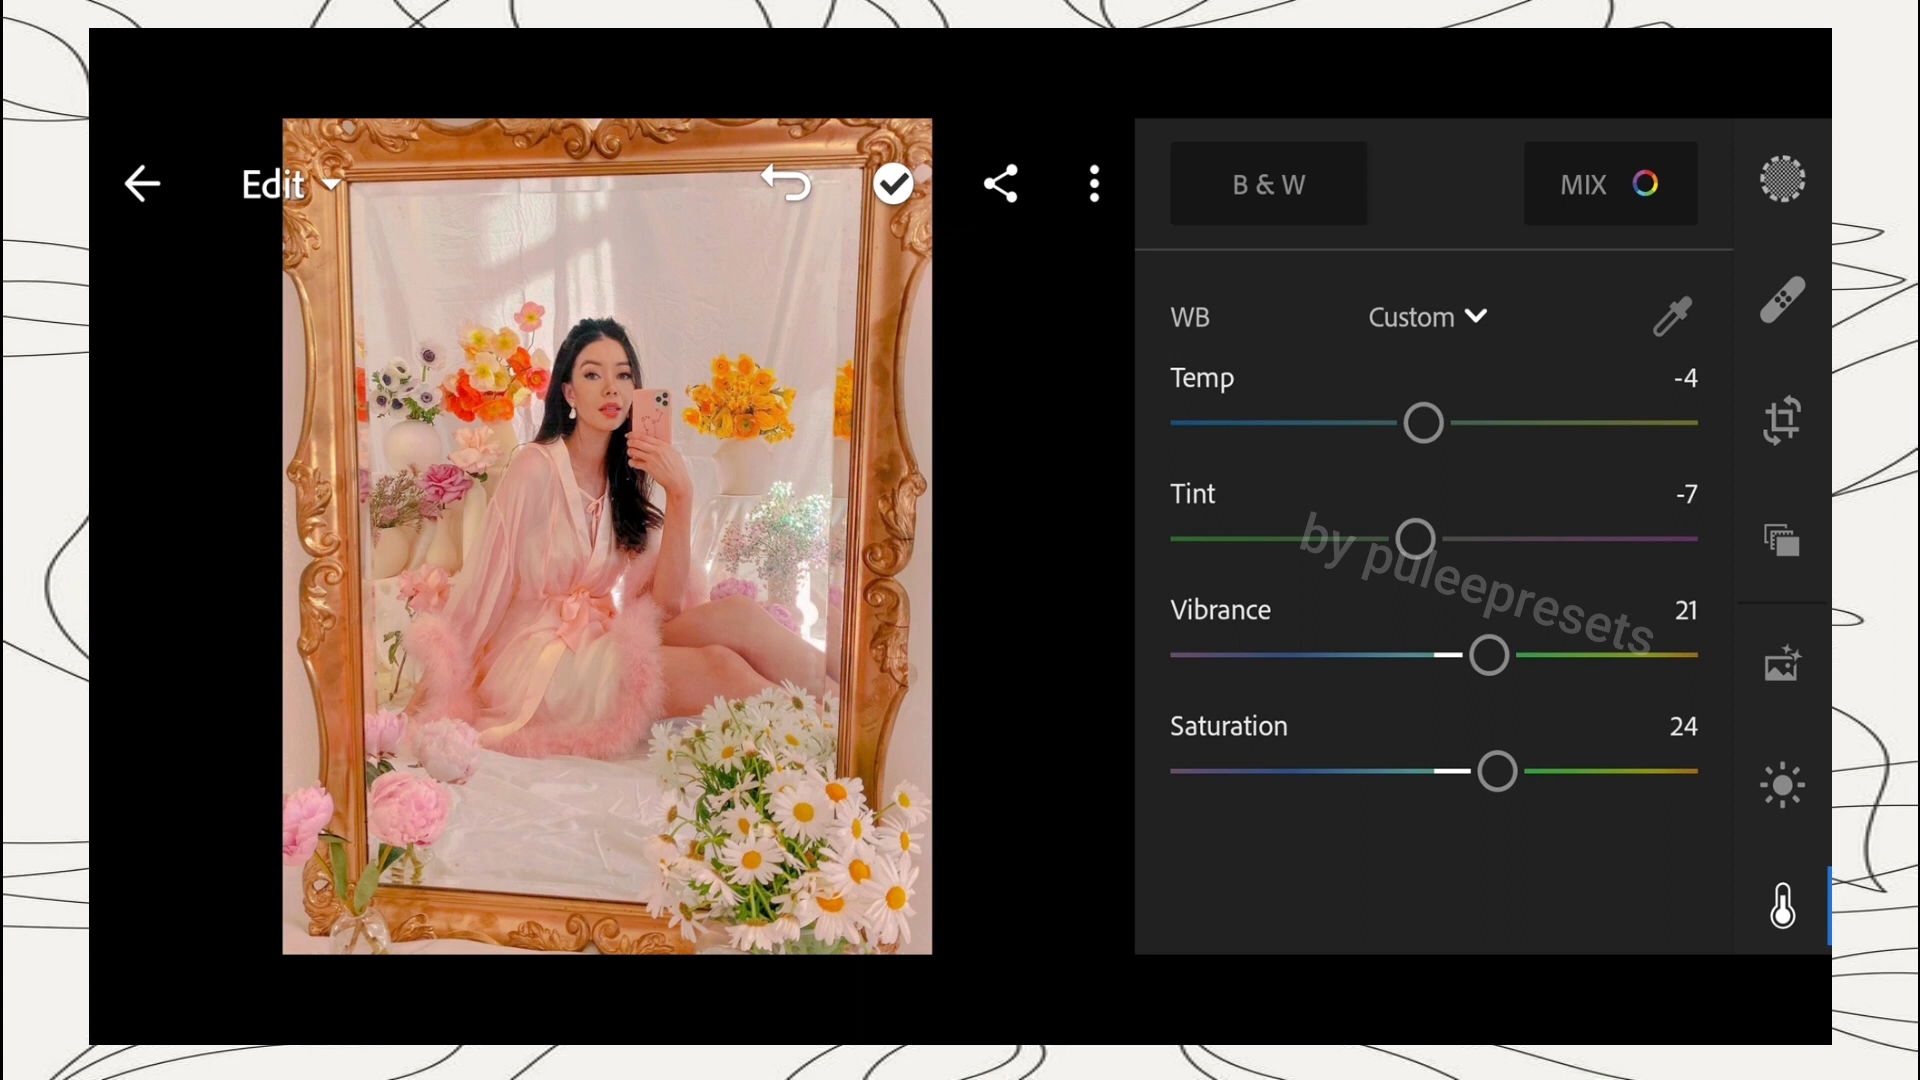 Edit
B & W
MIX
WB
Custom
Temp
-4
Tint
-7
by puleepresets
Vibrance
21
Saturation
24